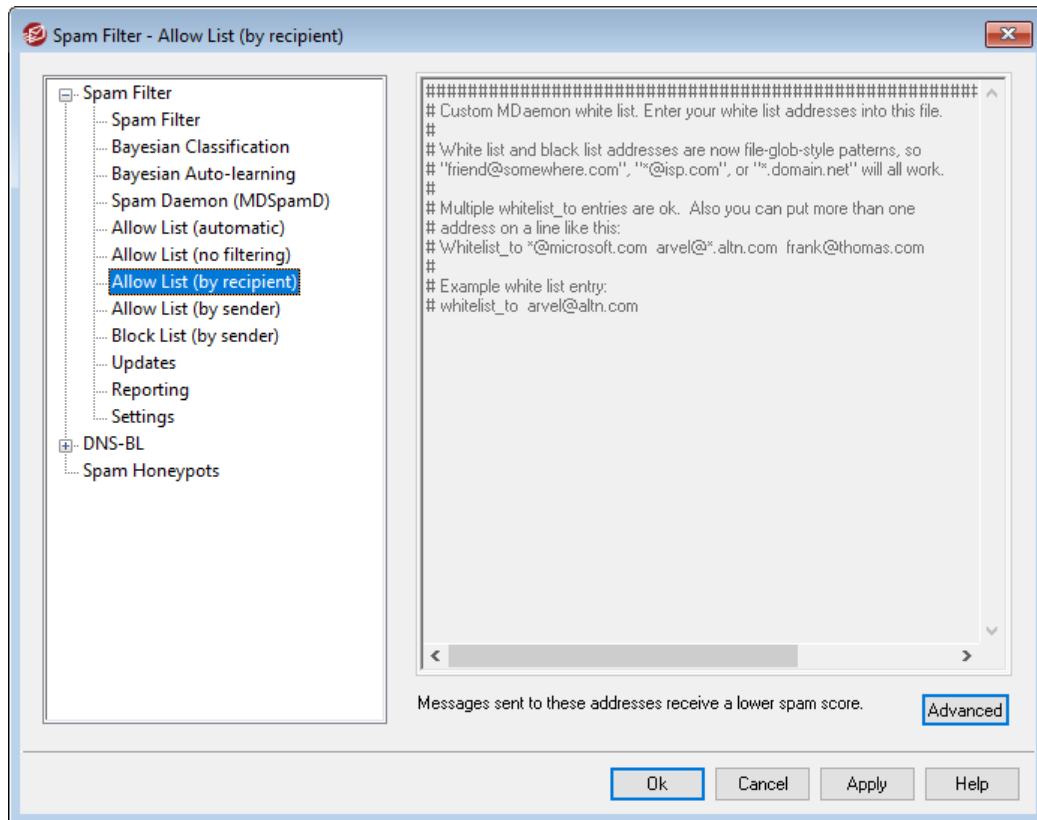 Spam Filter - Allow List (by recipient)
Spam Filter
Spam Filter
Bayesian Classification
Bayesian Auto-learning
Spam Daemon (MDSpamD)
Allow List (automatic)
Allow List (no filtering)
Allow List (by recipient)
Allow List (by sender)
Block List (by sender)
Updates
Reporting
Settings
DNS-BL
Spam Honeypots
######################################################
# Custom MDaemon white list. Enter your white list addresses into this file.
#
# White list and black list addresses are now file-glob-style patterns, so
# "friend@somewhere.com", "*@isp.com", or "*.domain.net" will all work.
#
# Multiple whitelist_to entries are ok.  Also you can put more than one
# address on a line like this:
# Whitelist_to *@microsoft.com  arvel@*.altn.com  frank@thomas.com
#
# Example white list entry:
# whitelist_to  arvel@altn.com
Messages sent to these addresses receive a lower spam score.
Advanced
Ok
Cancel
Apply
Help